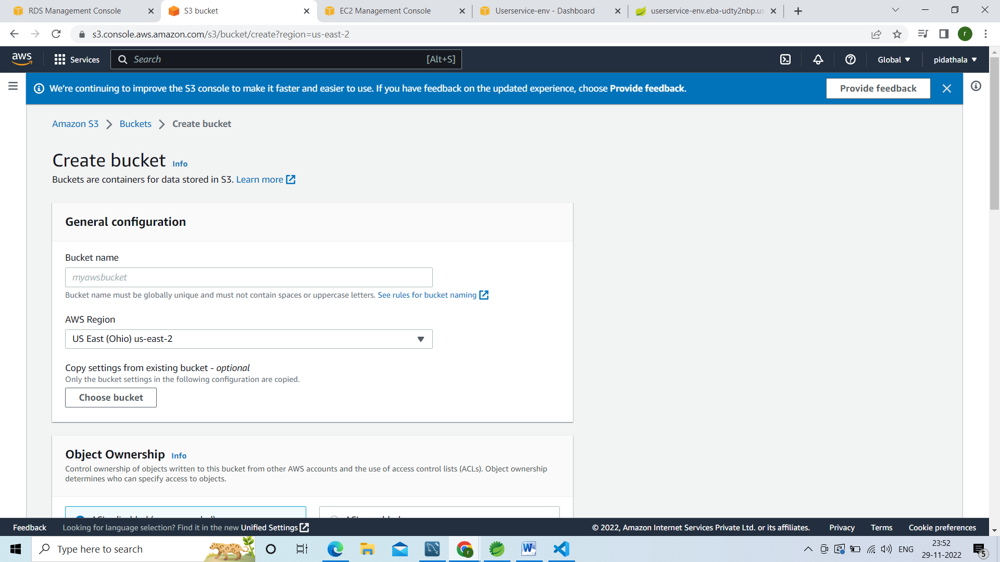 RDS Management Console
S3 bucket
EC2 Management Console
Userservice-env - Dashboard
userservice-env.eba-udty2nbp.us
s3.console.aws.amazon.com/s3/bucket/create?region=us-east-2
r
aws
Services
Search
[Alt+S]
Global
pidathala
We're continuing to improve the S3 console to make it faster and easier to use. If you have feedback on the updated experience, choose Provide feedback.
Provide feedback
Amazon S3
Buckets
Create bucket
Create bucket Info
Buckets are containers for data stored in S3. Learn more
General configuration
Bucket name
myawsbucket
Bucket name must be globally unique and must not contain spaces or uppercase letters. See rules for bucket naming
AWS Region
US East (Ohio) us-east-2
Copy settings from existing bucket - optional
Only the bucket settings in the following configuration are copied.
Choose bucket
Object Ownership Info
Control ownership of objects written to this bucket from other AWS accounts and the use of access control lists (ACLs). Object ownership
determines who can specify access to objects.
Feedback
Looking for language selection? Find it in the new Unified Settings
© 2022, Amazon Internet Services Private Ltd. or its affiliates.
Privacy
Terms
Cookie preferences
Type here to search
ENG
23:52
29-11-2022
5